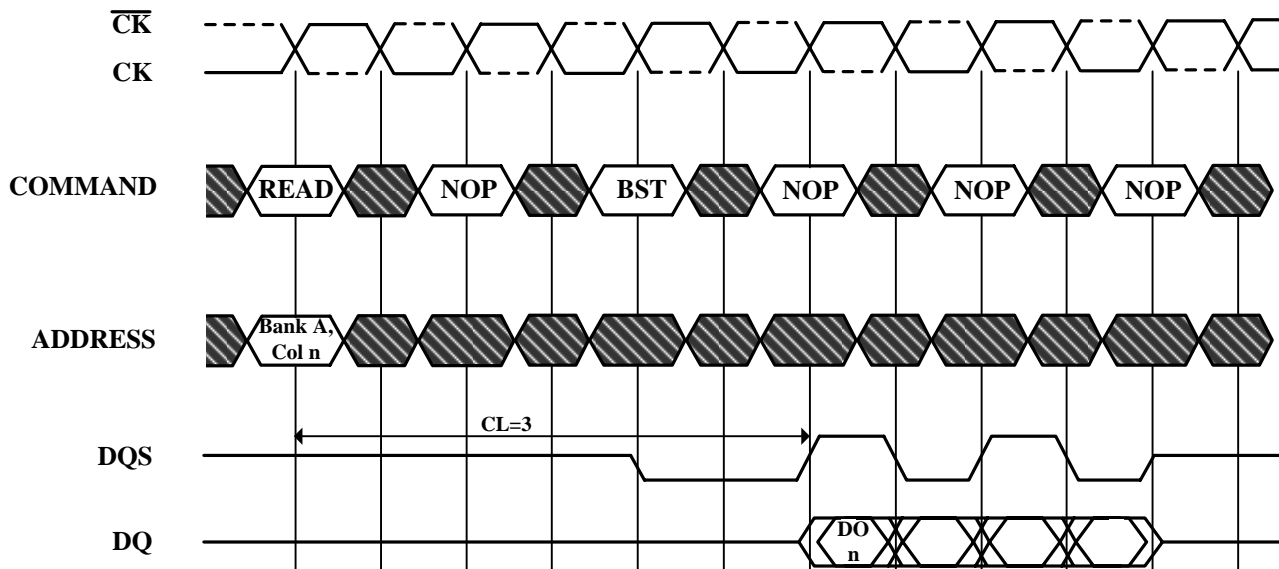 CK
CK
COMMAND READ NOP BST NOP NOP NOP
ADDRESS Bank A,
Col n
CL=3
DQS
DQ DO
n